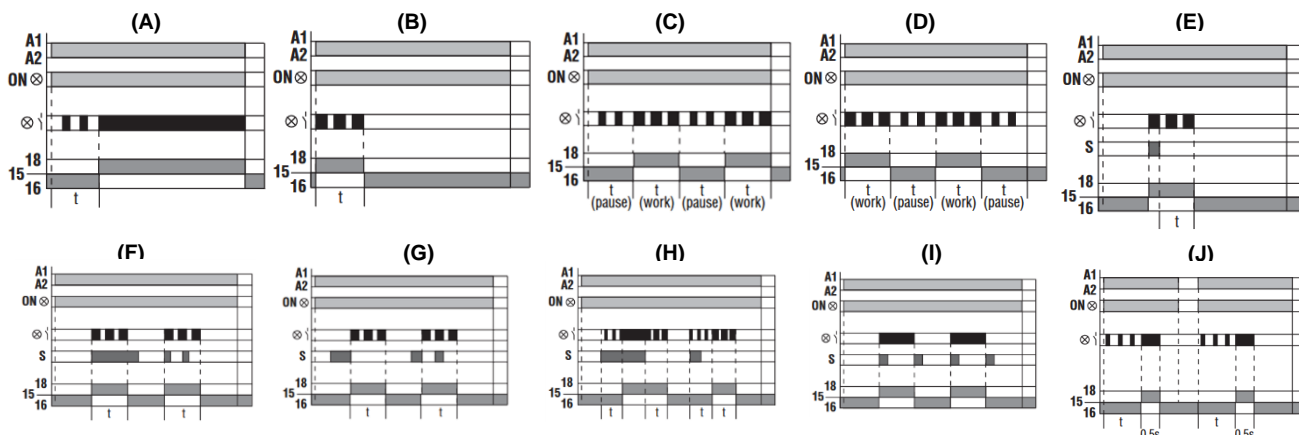 (A)
A1
A2
ON
18
15
16
t
(B)
A1
A2
ON
18
15
16
t
(C)
A1
A2
ON
18
15
16
t t t t
(pause) (work) (pause) (work)
(D)
A1
A2
ON
18
15
16
t t t t
(work) (pause) (work) (pause)
(E)
A1
A2
ON
S
18
15
16
t
(F)
A1
A2
ON
S
18
15
16
t t
(G)
A1
A2
ON
S
18
15
16
t t
(H)
A1
A2
ON
S
18
15
16
t t t t
(I)
A1
A2
ON
S
18
15
16
(J)
A1
A2
ON
18
15
16
t t
0.5s 0.5s